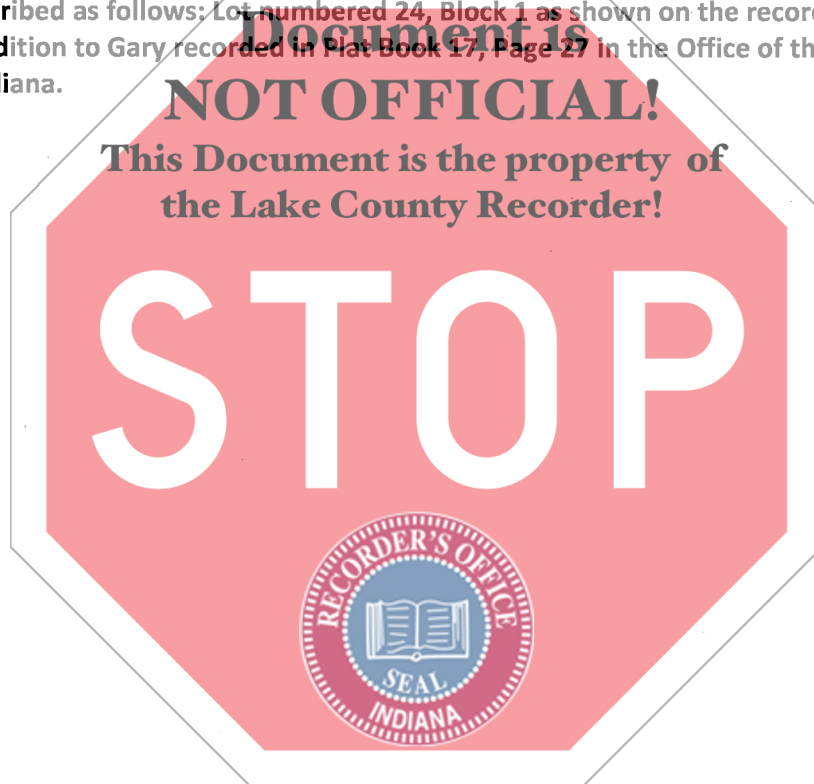 ribed as follows: Lot numbered 24, Block 1 as shown on the recor
Document is
dition to Gary recorded in Plat Book 17, Page 27 in the Office of th
diana.
NOT OFFICIAL!
This Document is the property of
the Lake County Recorder!
STOP
RECORDER'S OFFICE
SEAL
INDIANA